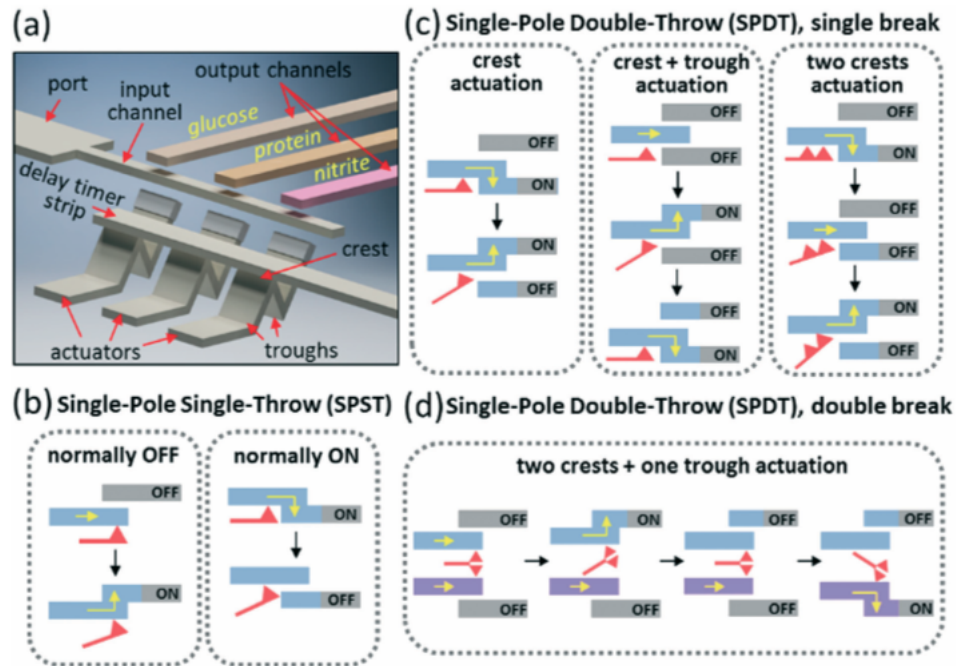 (a)
port
input
channel
output channels
glucose
protein
nitrite
delay timer
strip
crest
actuators
troughs
(b) Single-Pole Single-Throw (SPST)
normally OFF
OFF
ON
normally ON
ON
OFF
(c) Single-Pole Double-Throw (SPDT), single break
crest
actuation
OFF
ON
ON
OFF
crest + trough
actuation
OFF
OFF
ON
OFF
OFF
ON
two crests
actuation
OFF
ON
OFF
OFF
ON
OFF
(d) Single-Pole Double-Throw (SPDT), double break
two crests + one trough actuation
OFF
OFF
ON
OFF
OFF
OFF
OFF
ON